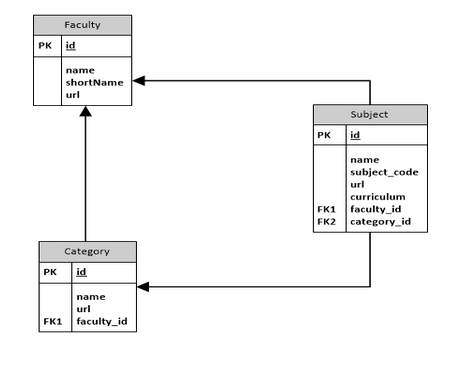 Faculty
PK id
name
shortName
url
Subject
PK id
name
subject_code
url
curriculum
FK1 faculty_id
FK2 category_id
Category
PK id
name
url
FK1 faculty_id